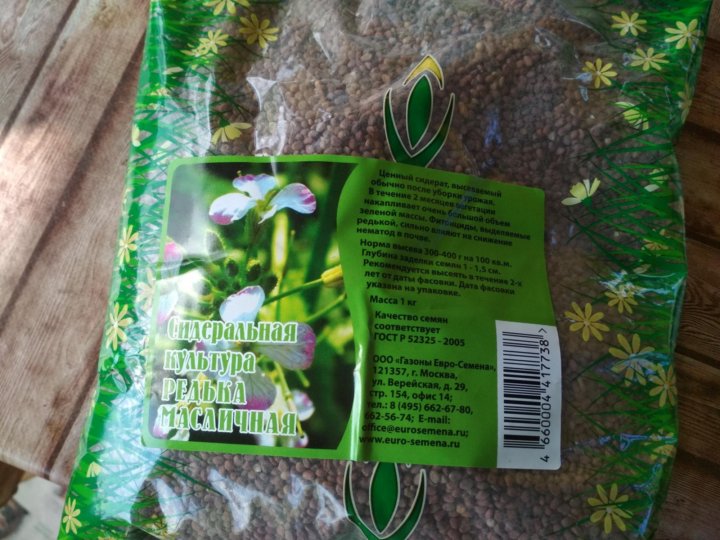 Сидеральная
культура
РЕДЬКА
МАСЛИЧНАЯ
Ценный сидерат, высеваемый
обычно после уборки урожая.
В течение 2 месяцев вегетации
накапливает очень большой объем
зеленой массы. Фитонциды, выделяемые
редькой, сильно влияют на снижение
нематод в почве.
Норма высева 300-400 г на 100 кв.м.
Глубина заделки семян 1 - 1,5 см.
Рекомендуется высеять в течение 2-х
лет от даты фасовки. Дата фасовки
указана на упаковке.
Масса 1 кг
Качество семян
соответствует
ГОСТ Р 52325 - 2005
ООО «Газоны Евро-Семена»,
121357, г. Москва,
ул. Верейская, д. 29,
стр. 154, офис 14;
тел.: 8 (495) 662-67-80,
662-56-74; E-mail:
office@eurosemena.ru
www.euro-semena.ru
4 660004 417738 >